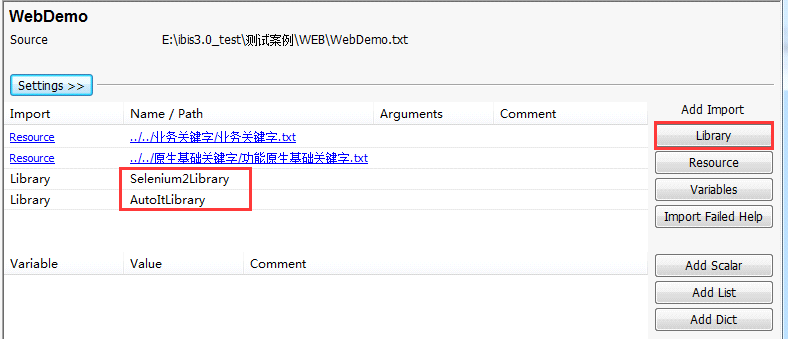 WebDemo
Source E:\ibis3.0_test\测试案例\WEB\WebDemo.txt
Settings >>
Import Name / Path Arguments Comment
Add Import
Resource ../../业务关键字/业务关键字.txt
Library
Resource ../../原生基础关键字/功能原生基础关键字.txt
Resource
Library Selenium2Library
Variables
Library AutoItLibrary
Import Failed Help
Variable Value Comment
Add Scalar
Add List
Add Dict